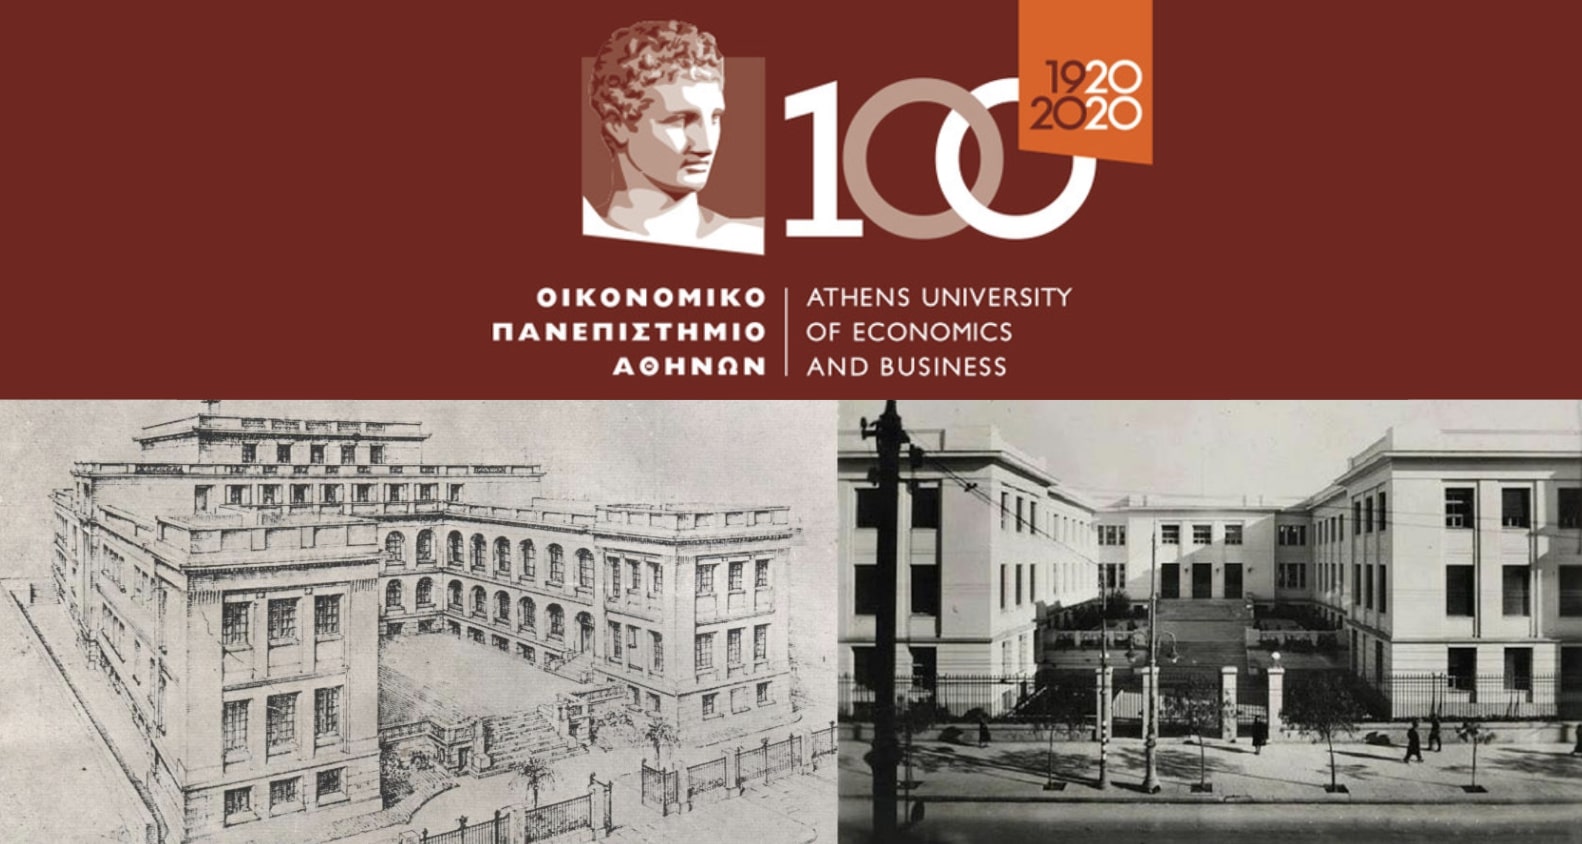 100
1920
2020
ΟΙΚΟΝΟΜΙΚΟ
ΠΑΝΕΠΙΣΤΗΜΙΟ
ΑΘΗΝΩΝ
ATHENS UNIVERSITY
OF ECONOMICS
AND BUSINESS